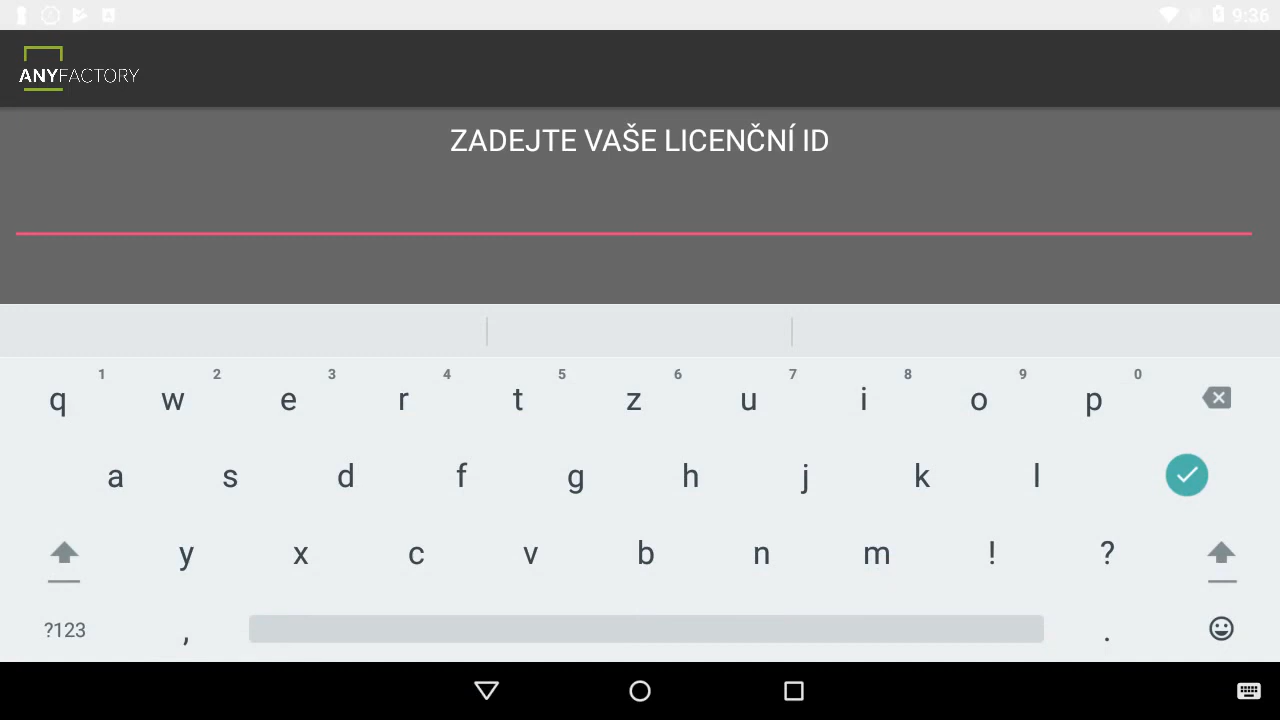 9:36
ANYFACTORY
ZADEJTE VAŠE LICENČNÍ ID
1 2 3 4 5 6 7 8 9 0
q w e r t z u i o p
a s d f g h j k l
y x c v b n m ! ?
?123 , .